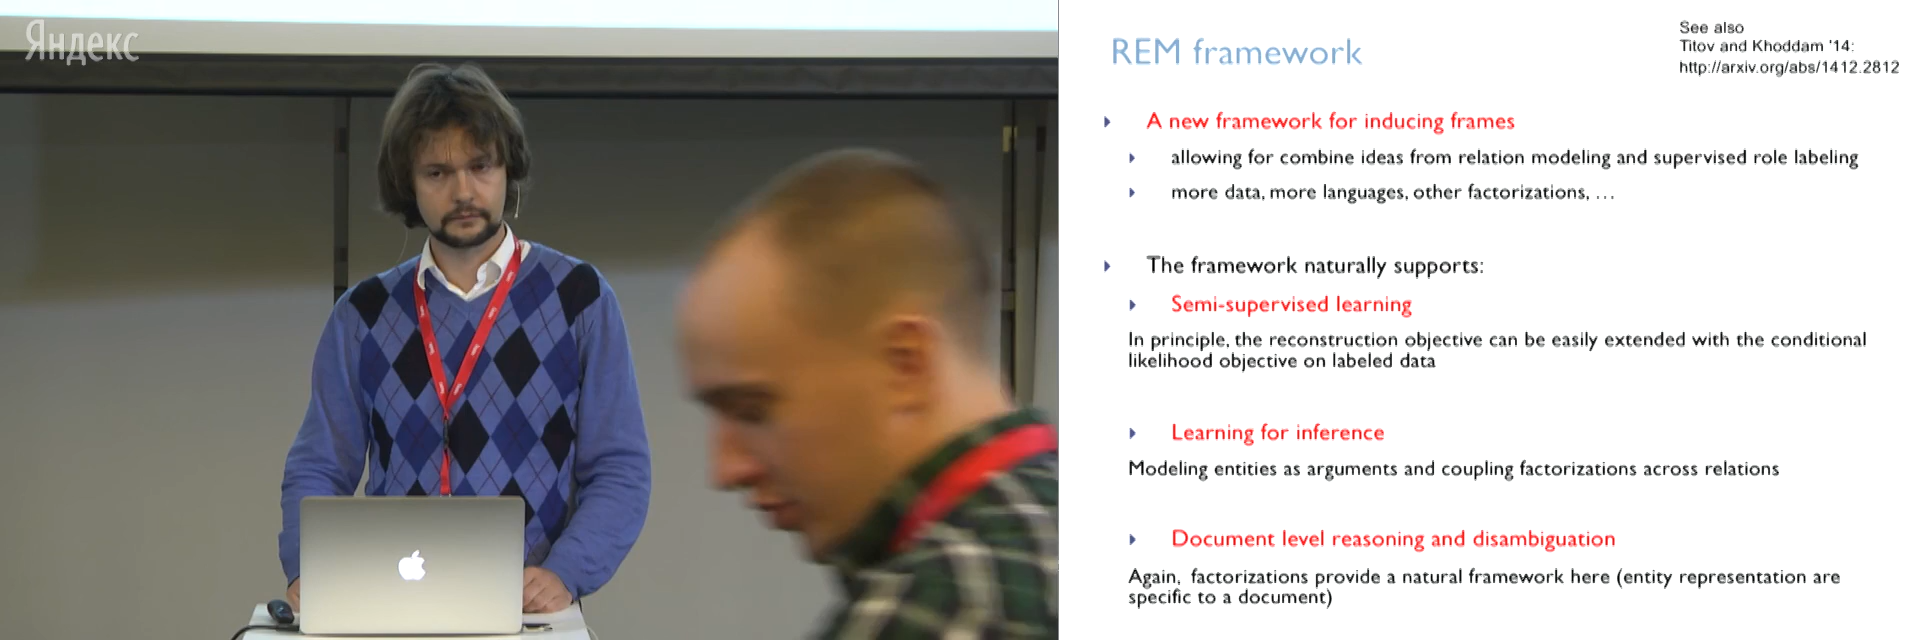 Яндекс
REM framework
See also
Titov and Khoddam '14:
http://arxiv.org/abs/1412.2812
A new framework for inducing frames
allowing for combine ideas from relation modeling and supervised role labeling
more data, more languages, other factorizations, …
The framework naturally supports:
Semi-supervised learning
In principle, the reconstruction objective can be easily extended with the conditional
likelihood objective on labeled data
Learning for inference
Modeling entities as arguments and coupling factorizations across relations
Document level reasoning and disambiguation
Again, factorizations provide a natural framework here (entity representation are
specific to a document)